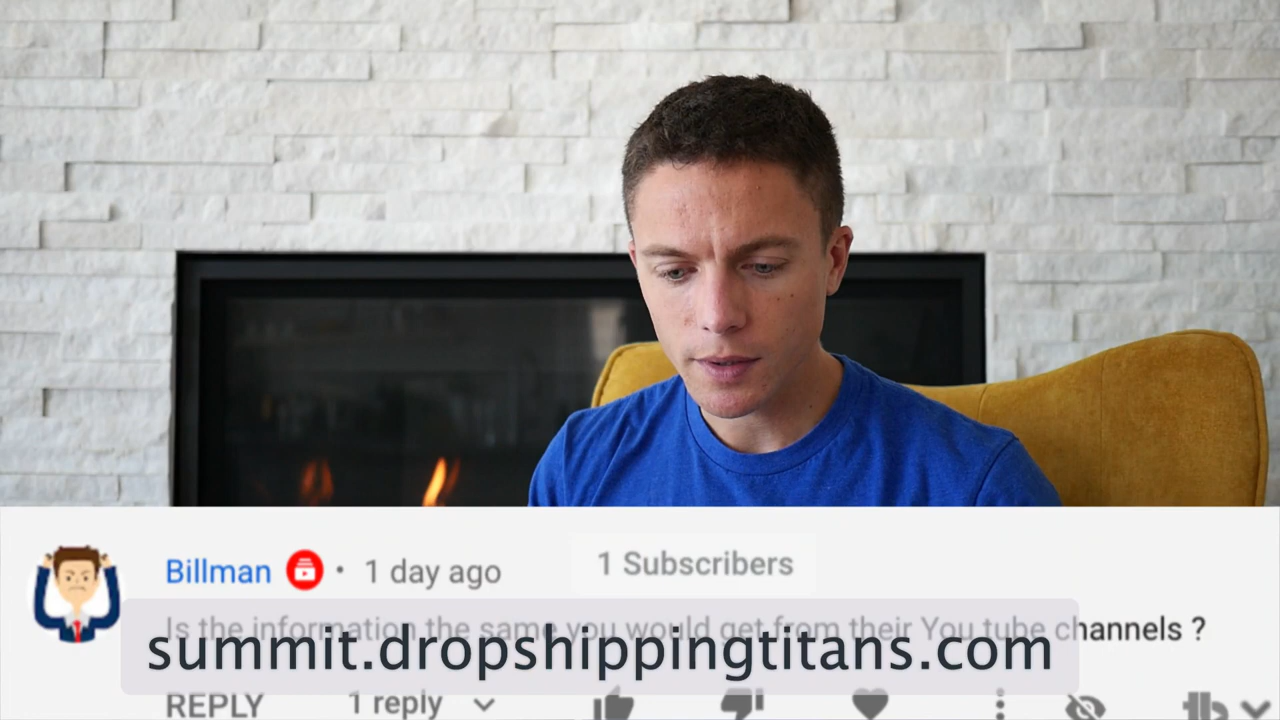 Billman • 1 day ago 1 Subscribers
Is the information the same you would get from their You tube channels ?
summit.dropshippingtitans.com
REPLY 1 reply